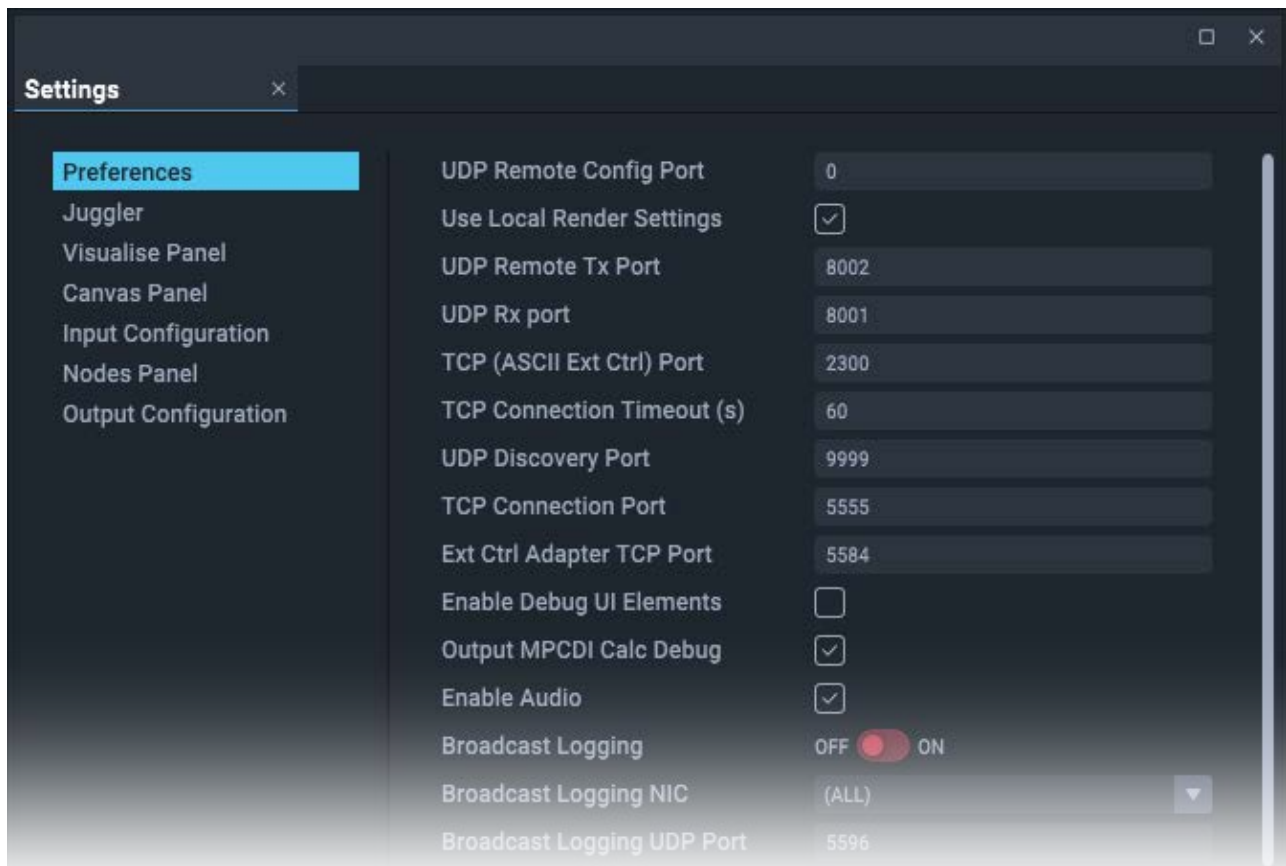 Settings
Preferences
Juggler
Visualise Panel
Canvas Panel
Input Configuration
Nodes Panel
Output Configuration
UDP Remote Config Port 0
Use Local Render Settings
UDP Remote Tx Port 8002
UDP Rx port 8001
TCP (ASCII Ext Ctrl) Port 2300
TCP Connection Timeout (s) 60
UDP Discovery Port 9999
TCP Connection Port 5555
Ext Ctrl Adapter TCP Port 5584
Enable Debug UI Elements
Output MPCDI Calc Debug
Enable Audio
Broadcast Logging OFF ON
Broadcast Logging NIC (ALL)
Broadcast Logging UDP Port 5596